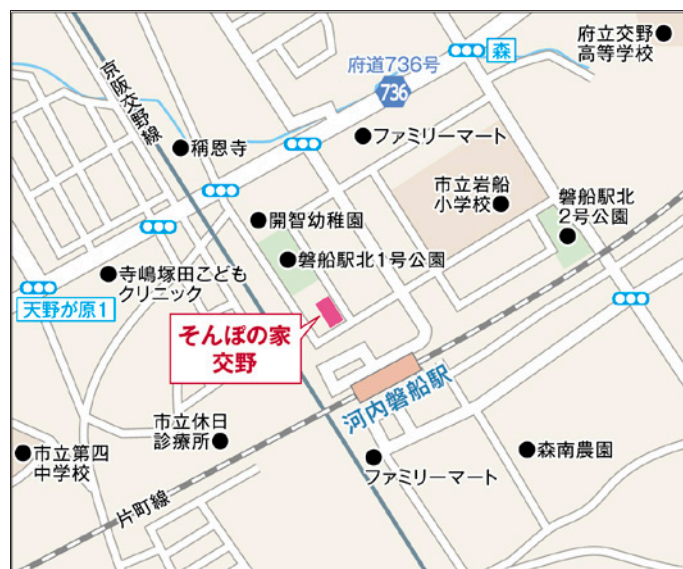 府立交野
高等学校
森
府道736号
736
京阪交野線
稱恩寺
ファミリーマート
市立岩船
小学校
磐船駅北
2号公園
開智幼稚園
磐船駅北1号公園
寺嶋塚田こども
クリニック
天野が原1
そんぽの家
交野
河内磐船駅
市立休日
診療所
市立第四
中学校
片町線
ファミリーマート
森南農園